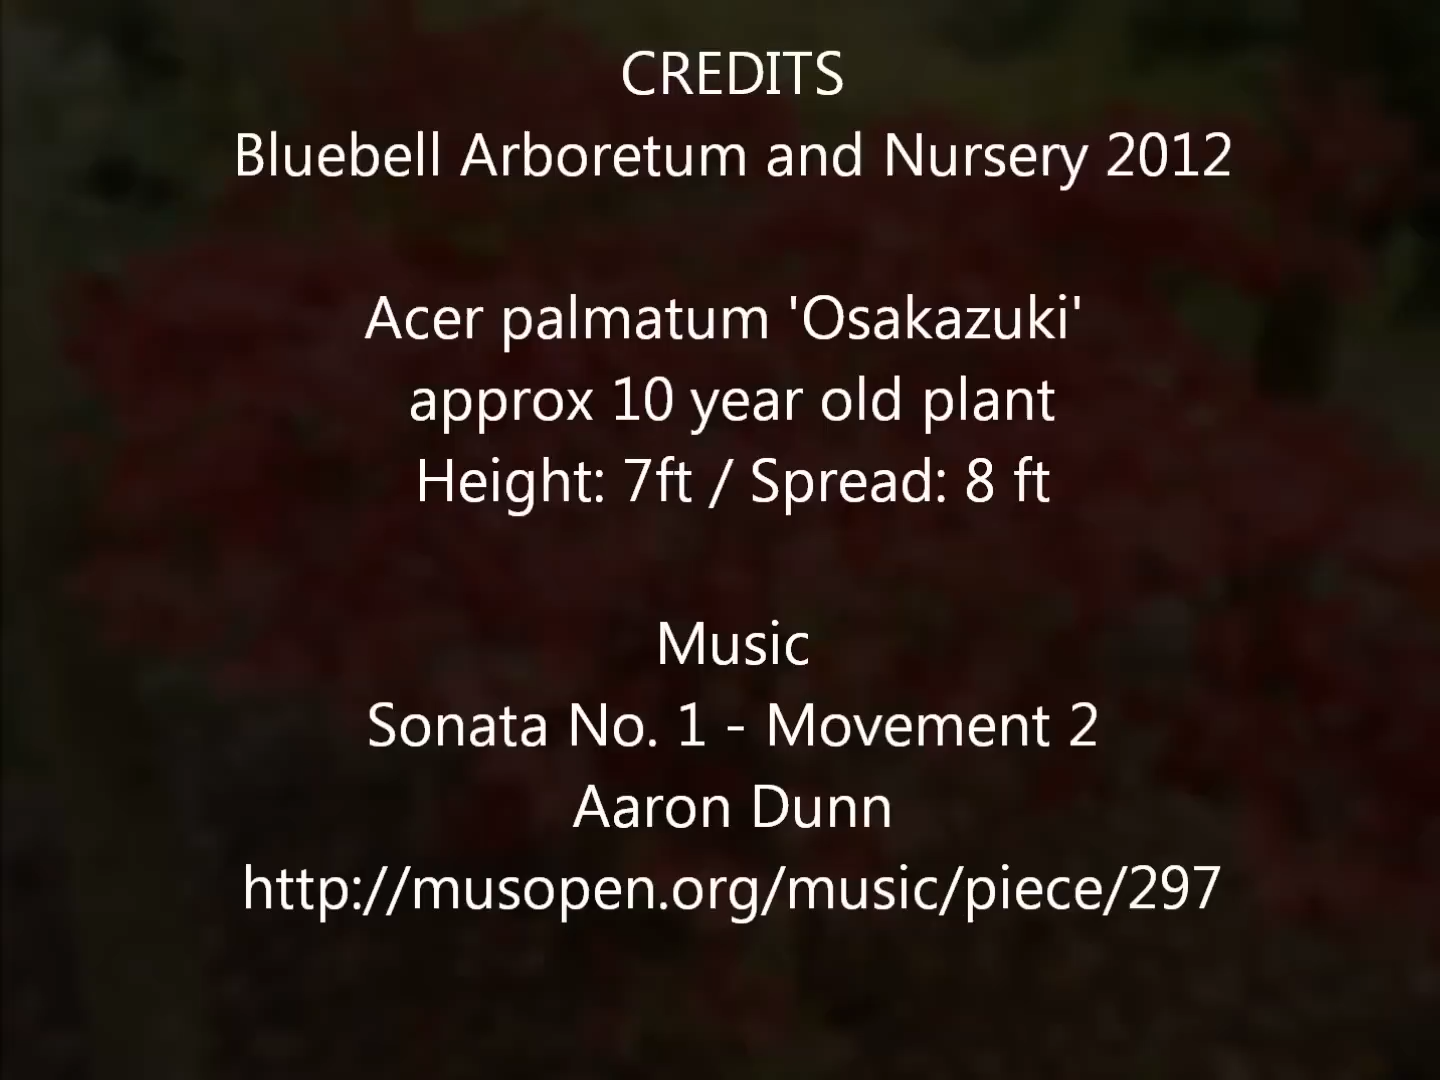 CREDITS
Bluebell Arboretum and Nursery 2012
Acer palmatum 'Osakazuki'
approx 10 year old plant
Height: 7ft / Spread: 8 ft
Music
Sonata No. 1 - Movement 2
Aaron Dunn
http://musopen.org/music/piece/297